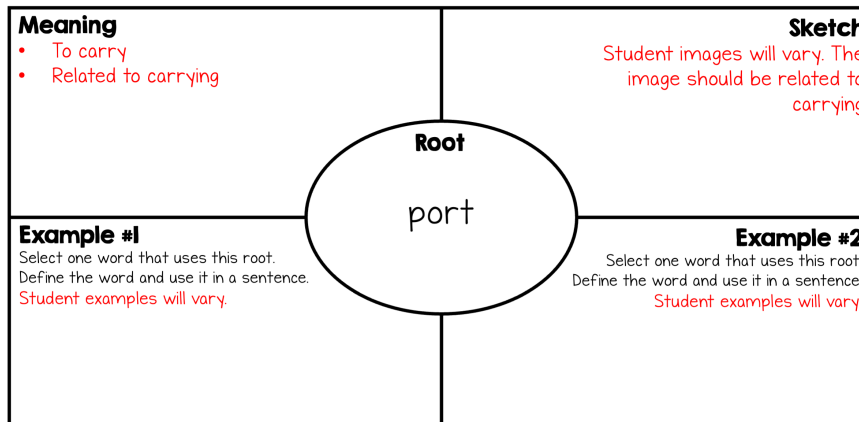 Meaning
• To carry
• Related to carrying
Sketch
Student images will vary. The
image should be related to
carrying
Root
port
Example #1
Select one word that uses this root.
Define the word and use it in a sentence.
Student examples will vary.
Example #2
Select one word that uses this root
Define the word and use it in a sentence
Student examples will vary